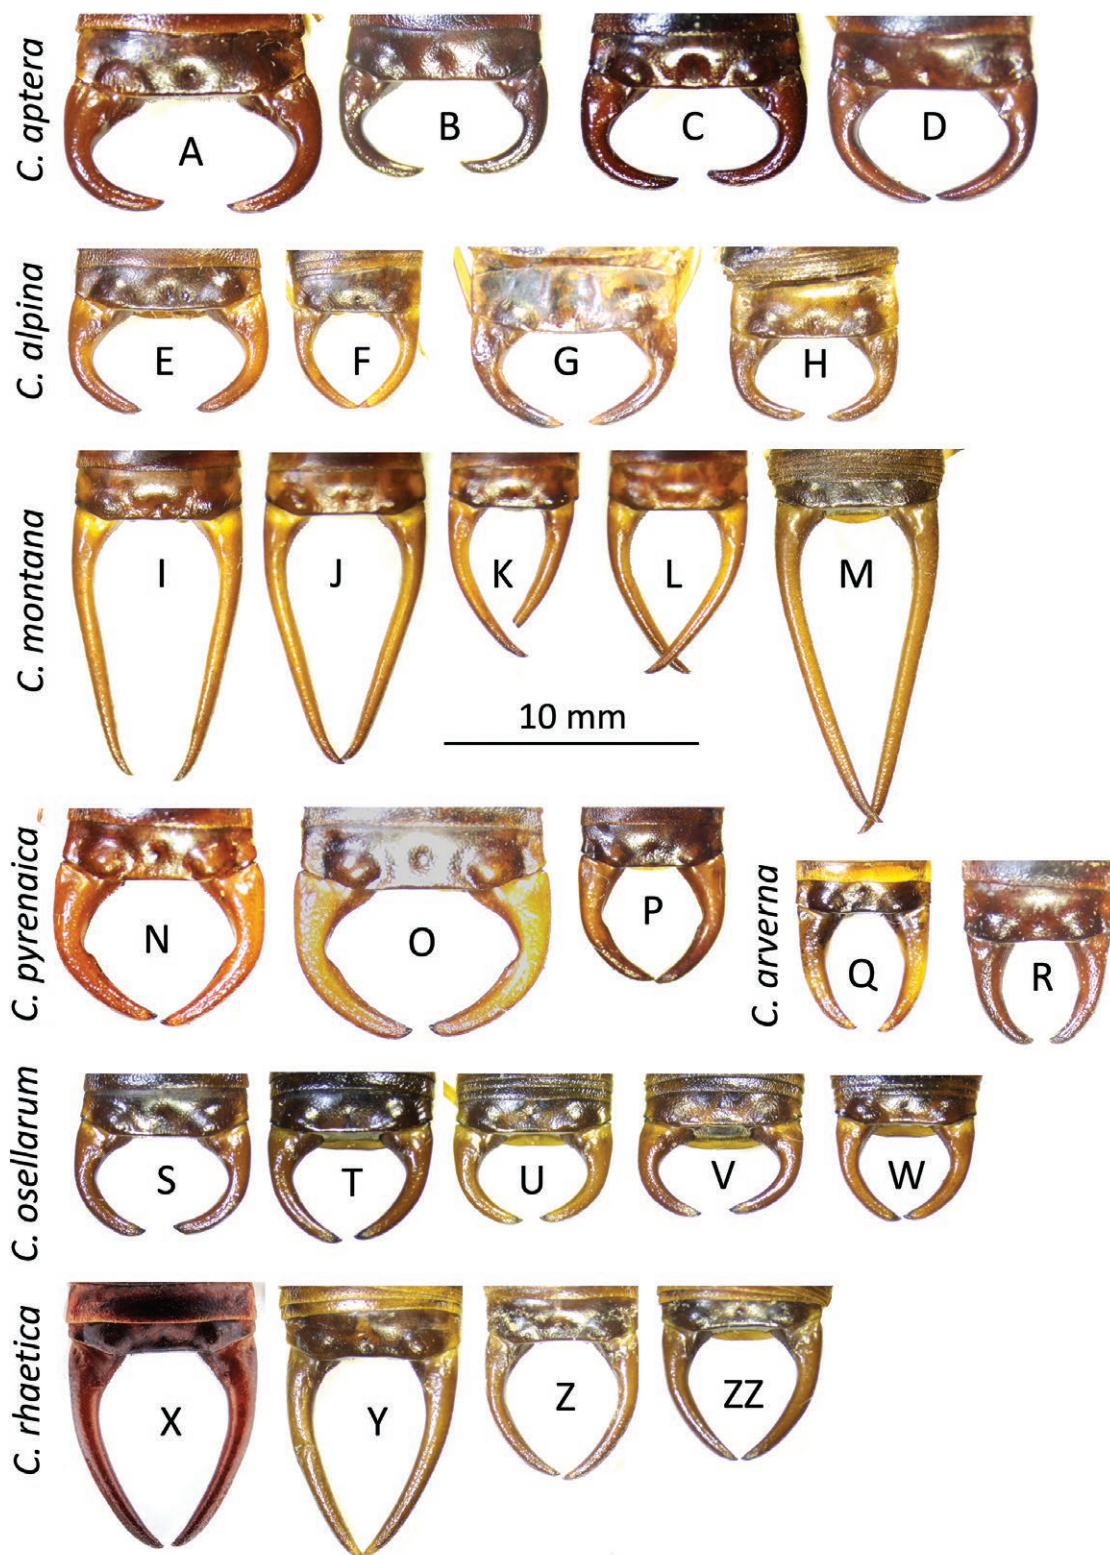 C. aptera
A B C D
C. alpina
E F G H
C. montana
I J K L M
10 mm
C. pyrenaica
N O P
C. arverna
Q R
C. osellarum
S T U V W
C. rhaetica
X Y Z ZZ